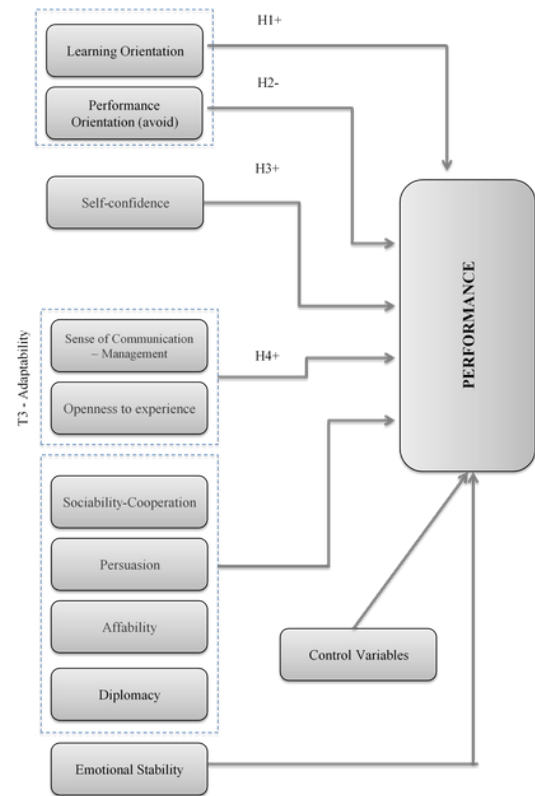 H1+
Learning Orientation
H2-
Performance
Orientation (avoid)
H3+
Self-confidence
PERFORMANCE
T3 - Adaptability
Sense of Communication
– Management
H4+
Openness to experience
Sociability-Cooperation
Persuasion
Affability
Control Variables
Diplomacy
Emotional Stability